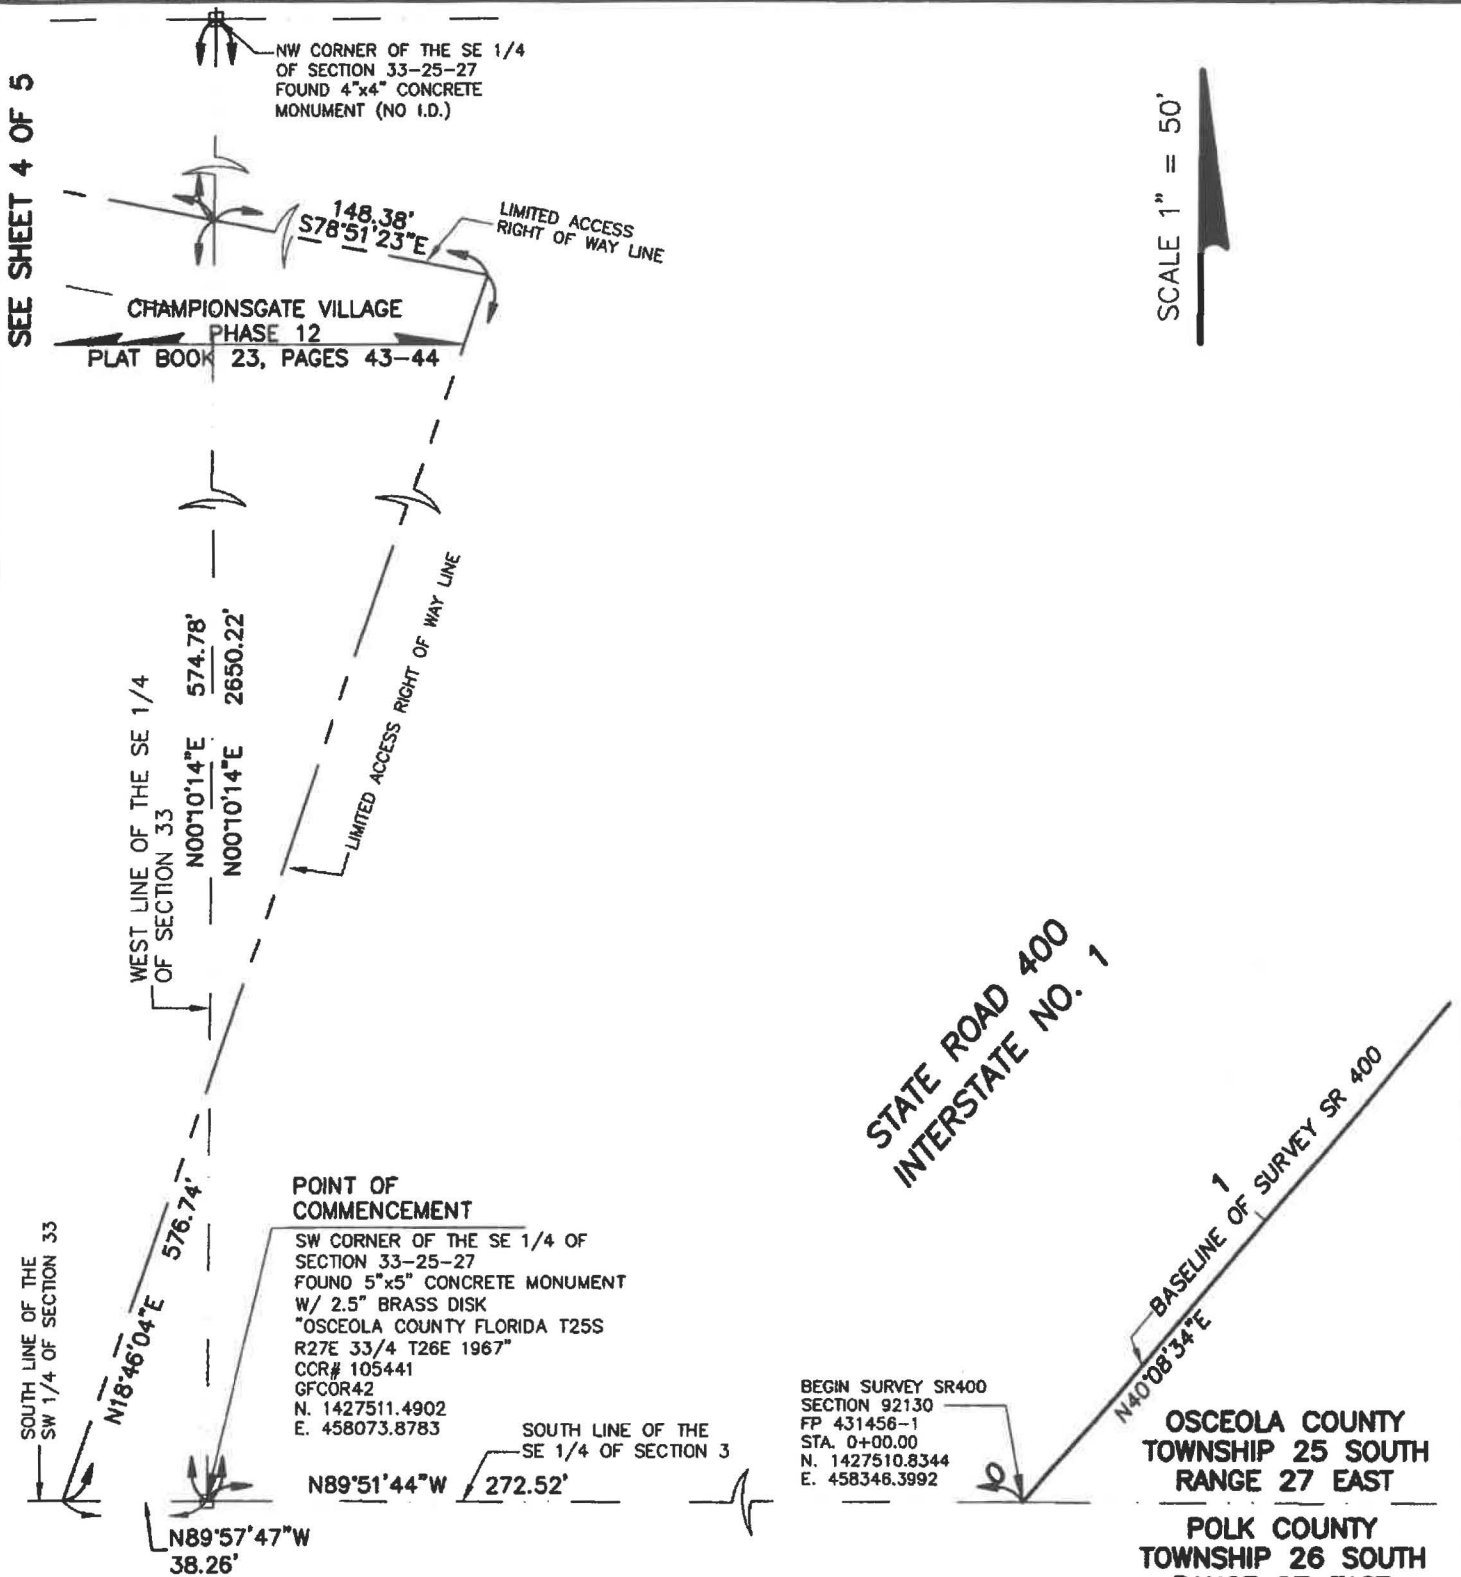 SEE SHEET 4 OF 5
NW CORNER OF THE SE 1/4
OF SECTION 33-25-27
FOUND 4"x4" CONCRETE
MONUMENT (NO I.D.)
148.38'
S78°51'23"E
LIMITED ACCESS
RIGHT OF WAY LINE
SCALE 1" = 50'
CHAMPIONSGATE VILLAGE
PHASE 12
PLAT BOOK 23, PAGES 43-44
WEST LINE OF THE SE 1/4
OF SECTION 33
N00°10'14"E 574.78'
N00°10'14"E 2650.22'
LIMITED ACCESS RIGHT OF WAY LINE
STATE ROAD 400
INTERSTATE NO. 1
SOUTH LINE OF THE
SW 1/4 OF SECTION 33
N18°46'04"E 576.74'
POINT OF
COMMENCEMENT
SW CORNER OF THE SE 1/4 OF
SECTION 33-25-27
FOUND 5"x5" CONCRETE MONUMENT
W/ 2.5" BRASS DISK
"OSCEOLA COUNTY FLORIDA T25S
R27E 33/4 T26E 1967"
CCR# 105441
GFCOR42
N. 1427511.4902
E. 458073.8783
SOUTH LINE OF THE
SE 1/4 OF SECTION 3
N89°51'44"W 272.52'
N89°57'47"W
38.26'
BEGIN SURVEY SR400
SECTION 92130
FP 431456-1
STA. 0+00.00
N. 1427510.8344
E. 458346.3992
0
1
BASELINE OF SURVEY SR 400
N40°08'34"E
OSCEOLA COUNTY
TOWNSHIP 25 SOUTH
RANGE 27 EAST
POLK COUNTY
TOWNSHIP 26 SOUTH